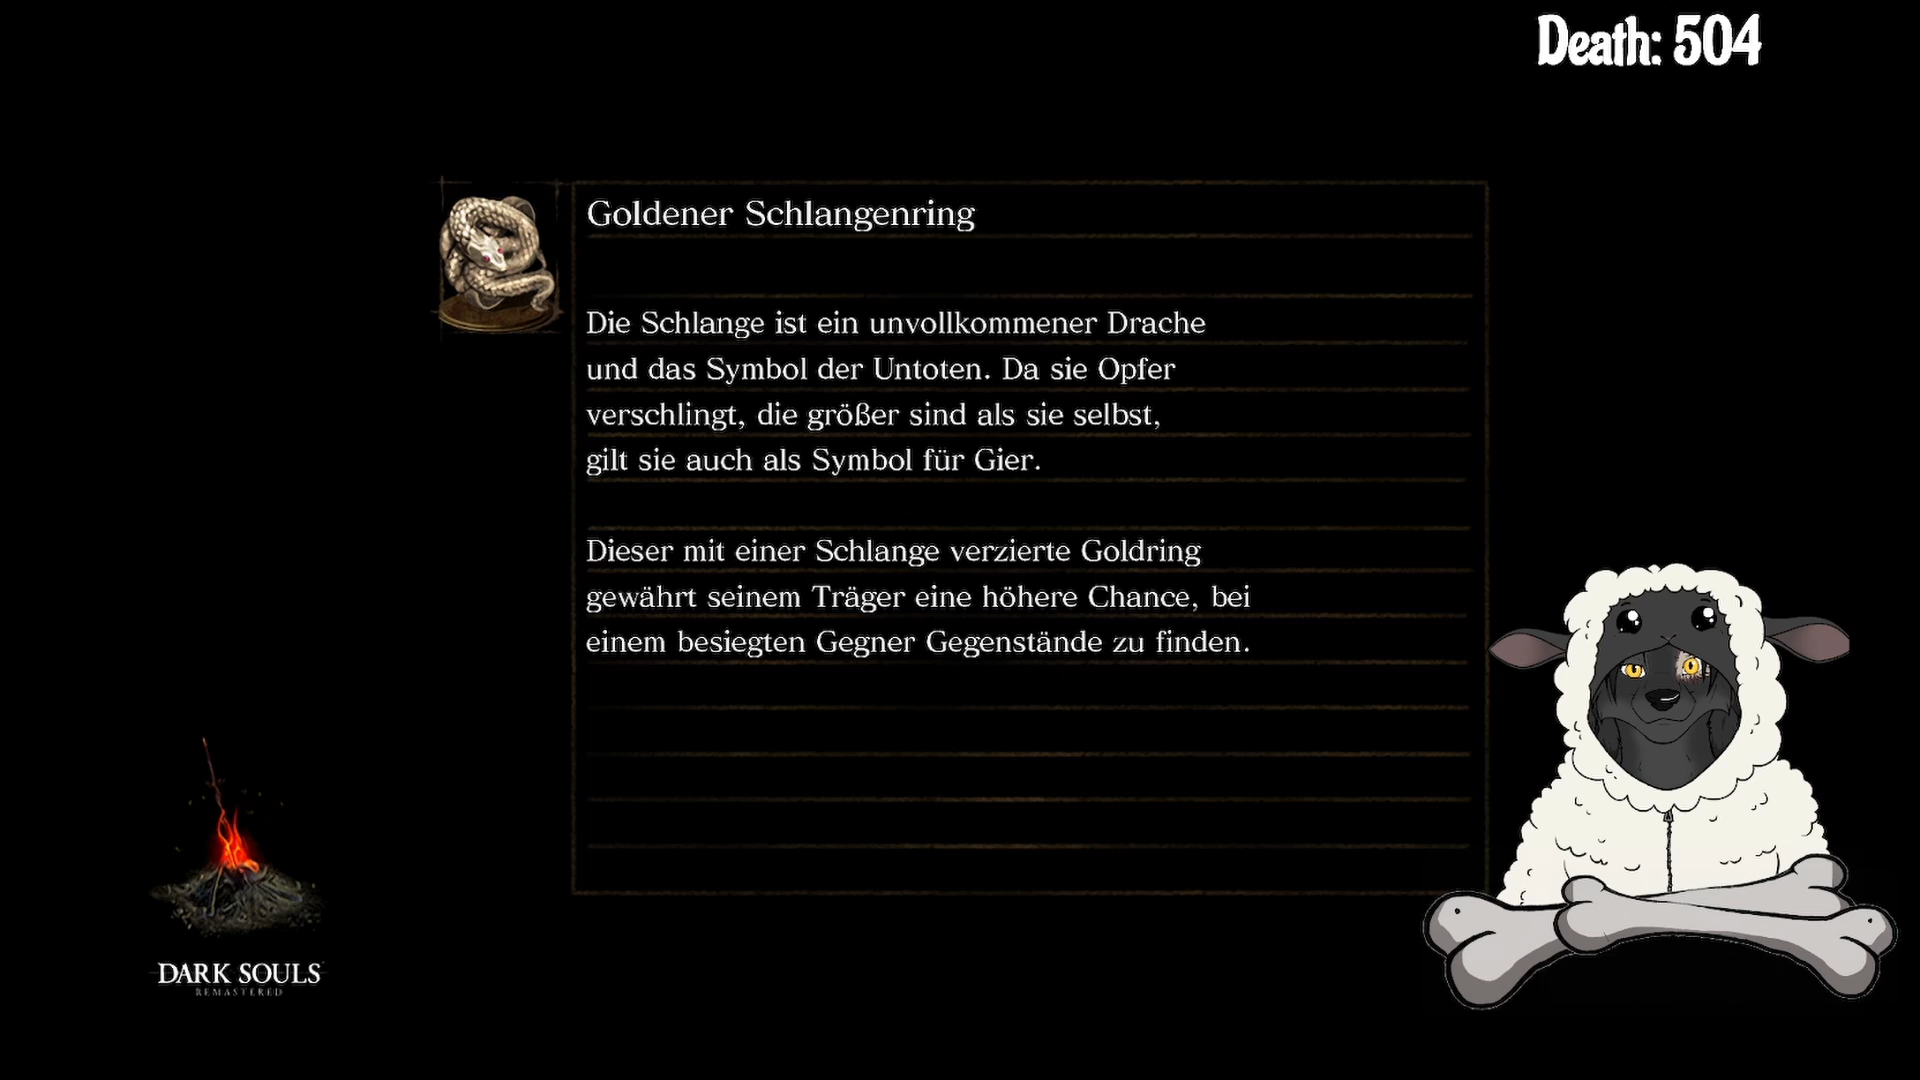 Death: 504
Goldener Schlangenring
Die Schlange ist ein unvollkommener Drache
und das Symbol der Untoten. Da sie Opfer
verschlingt, die größer sind als sie selbst,
gilt sie auch als Symbol für Gier.
Dieser mit einer Schlange verzierte Goldring
gewährt seinem Träger eine höhere Chance, bei
einem besiegten Gegner Gegenstände zu finden.
DARK SOULS
REMASTERED